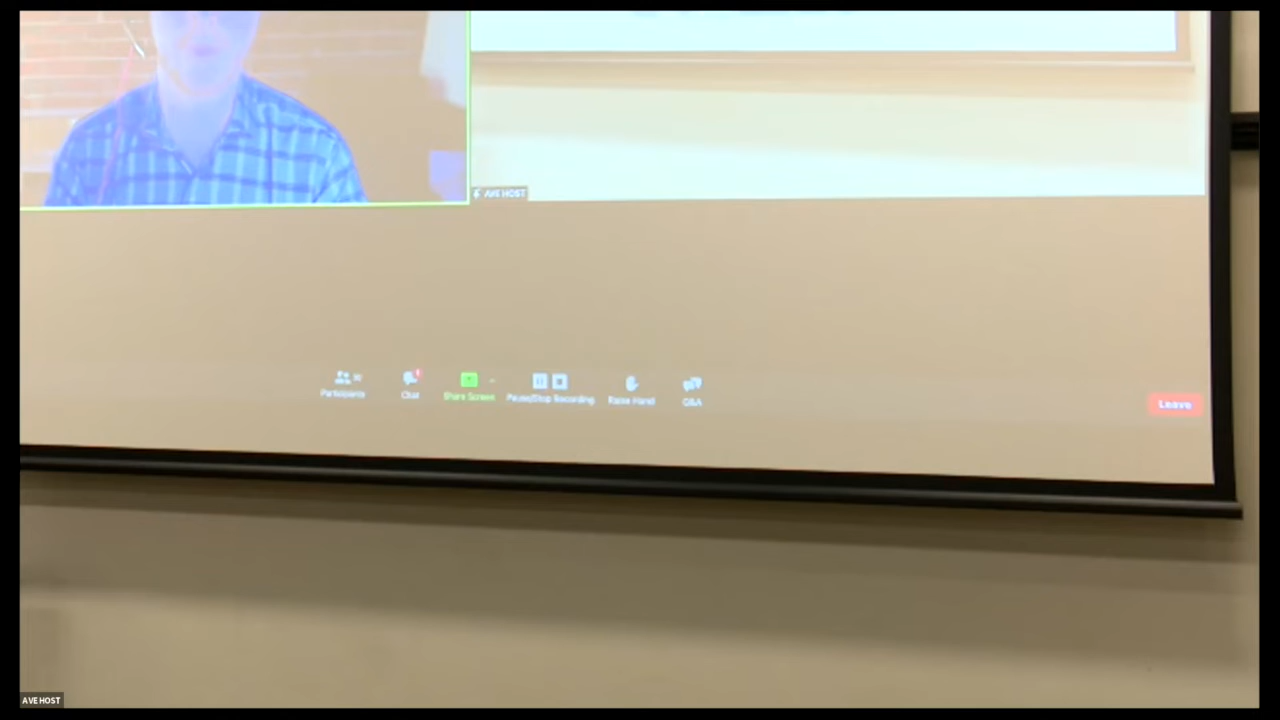 AVE HOST
Participants
Chat
Share Screen
Pause/Stop Recording
Raise Hand
Q&A
Leave
AVE HOST